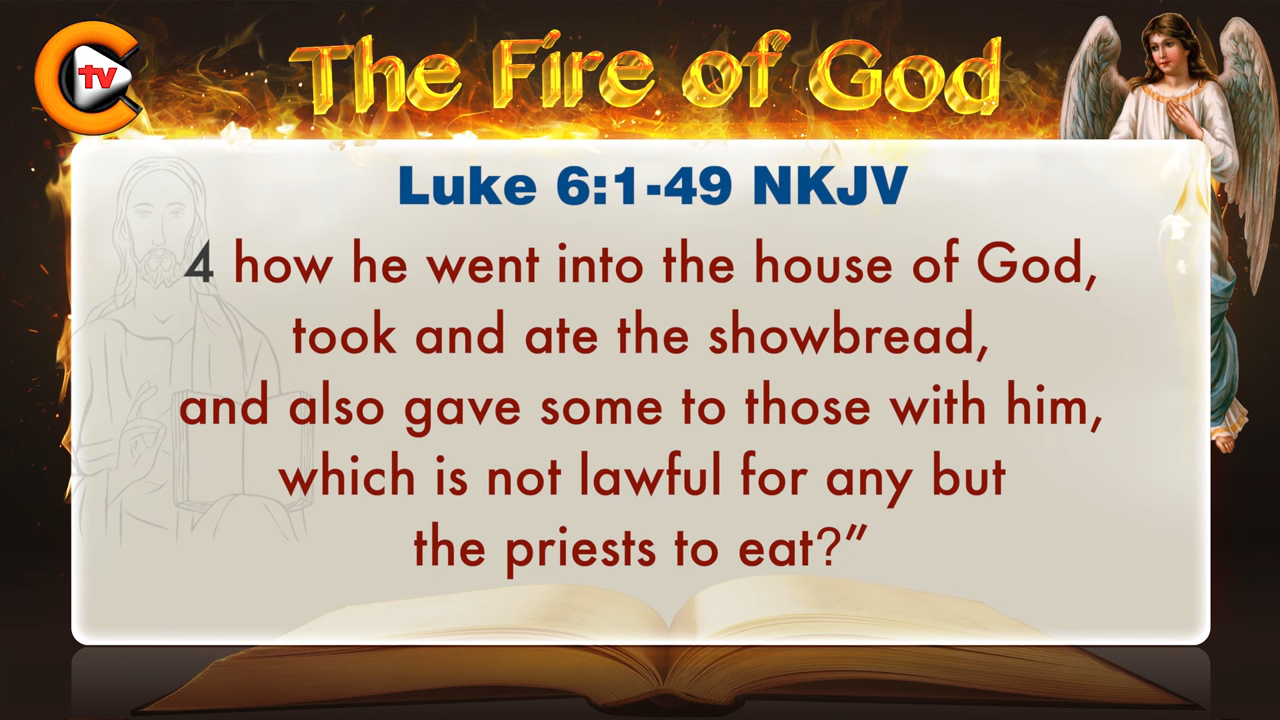 tv
The Fire of God
Luke 6:1-49 NKJV
4 how he went into the house of God,
took and ate the showbread,
and also gave some to those with him,
which is not lawful for any but
the priests to eat?”